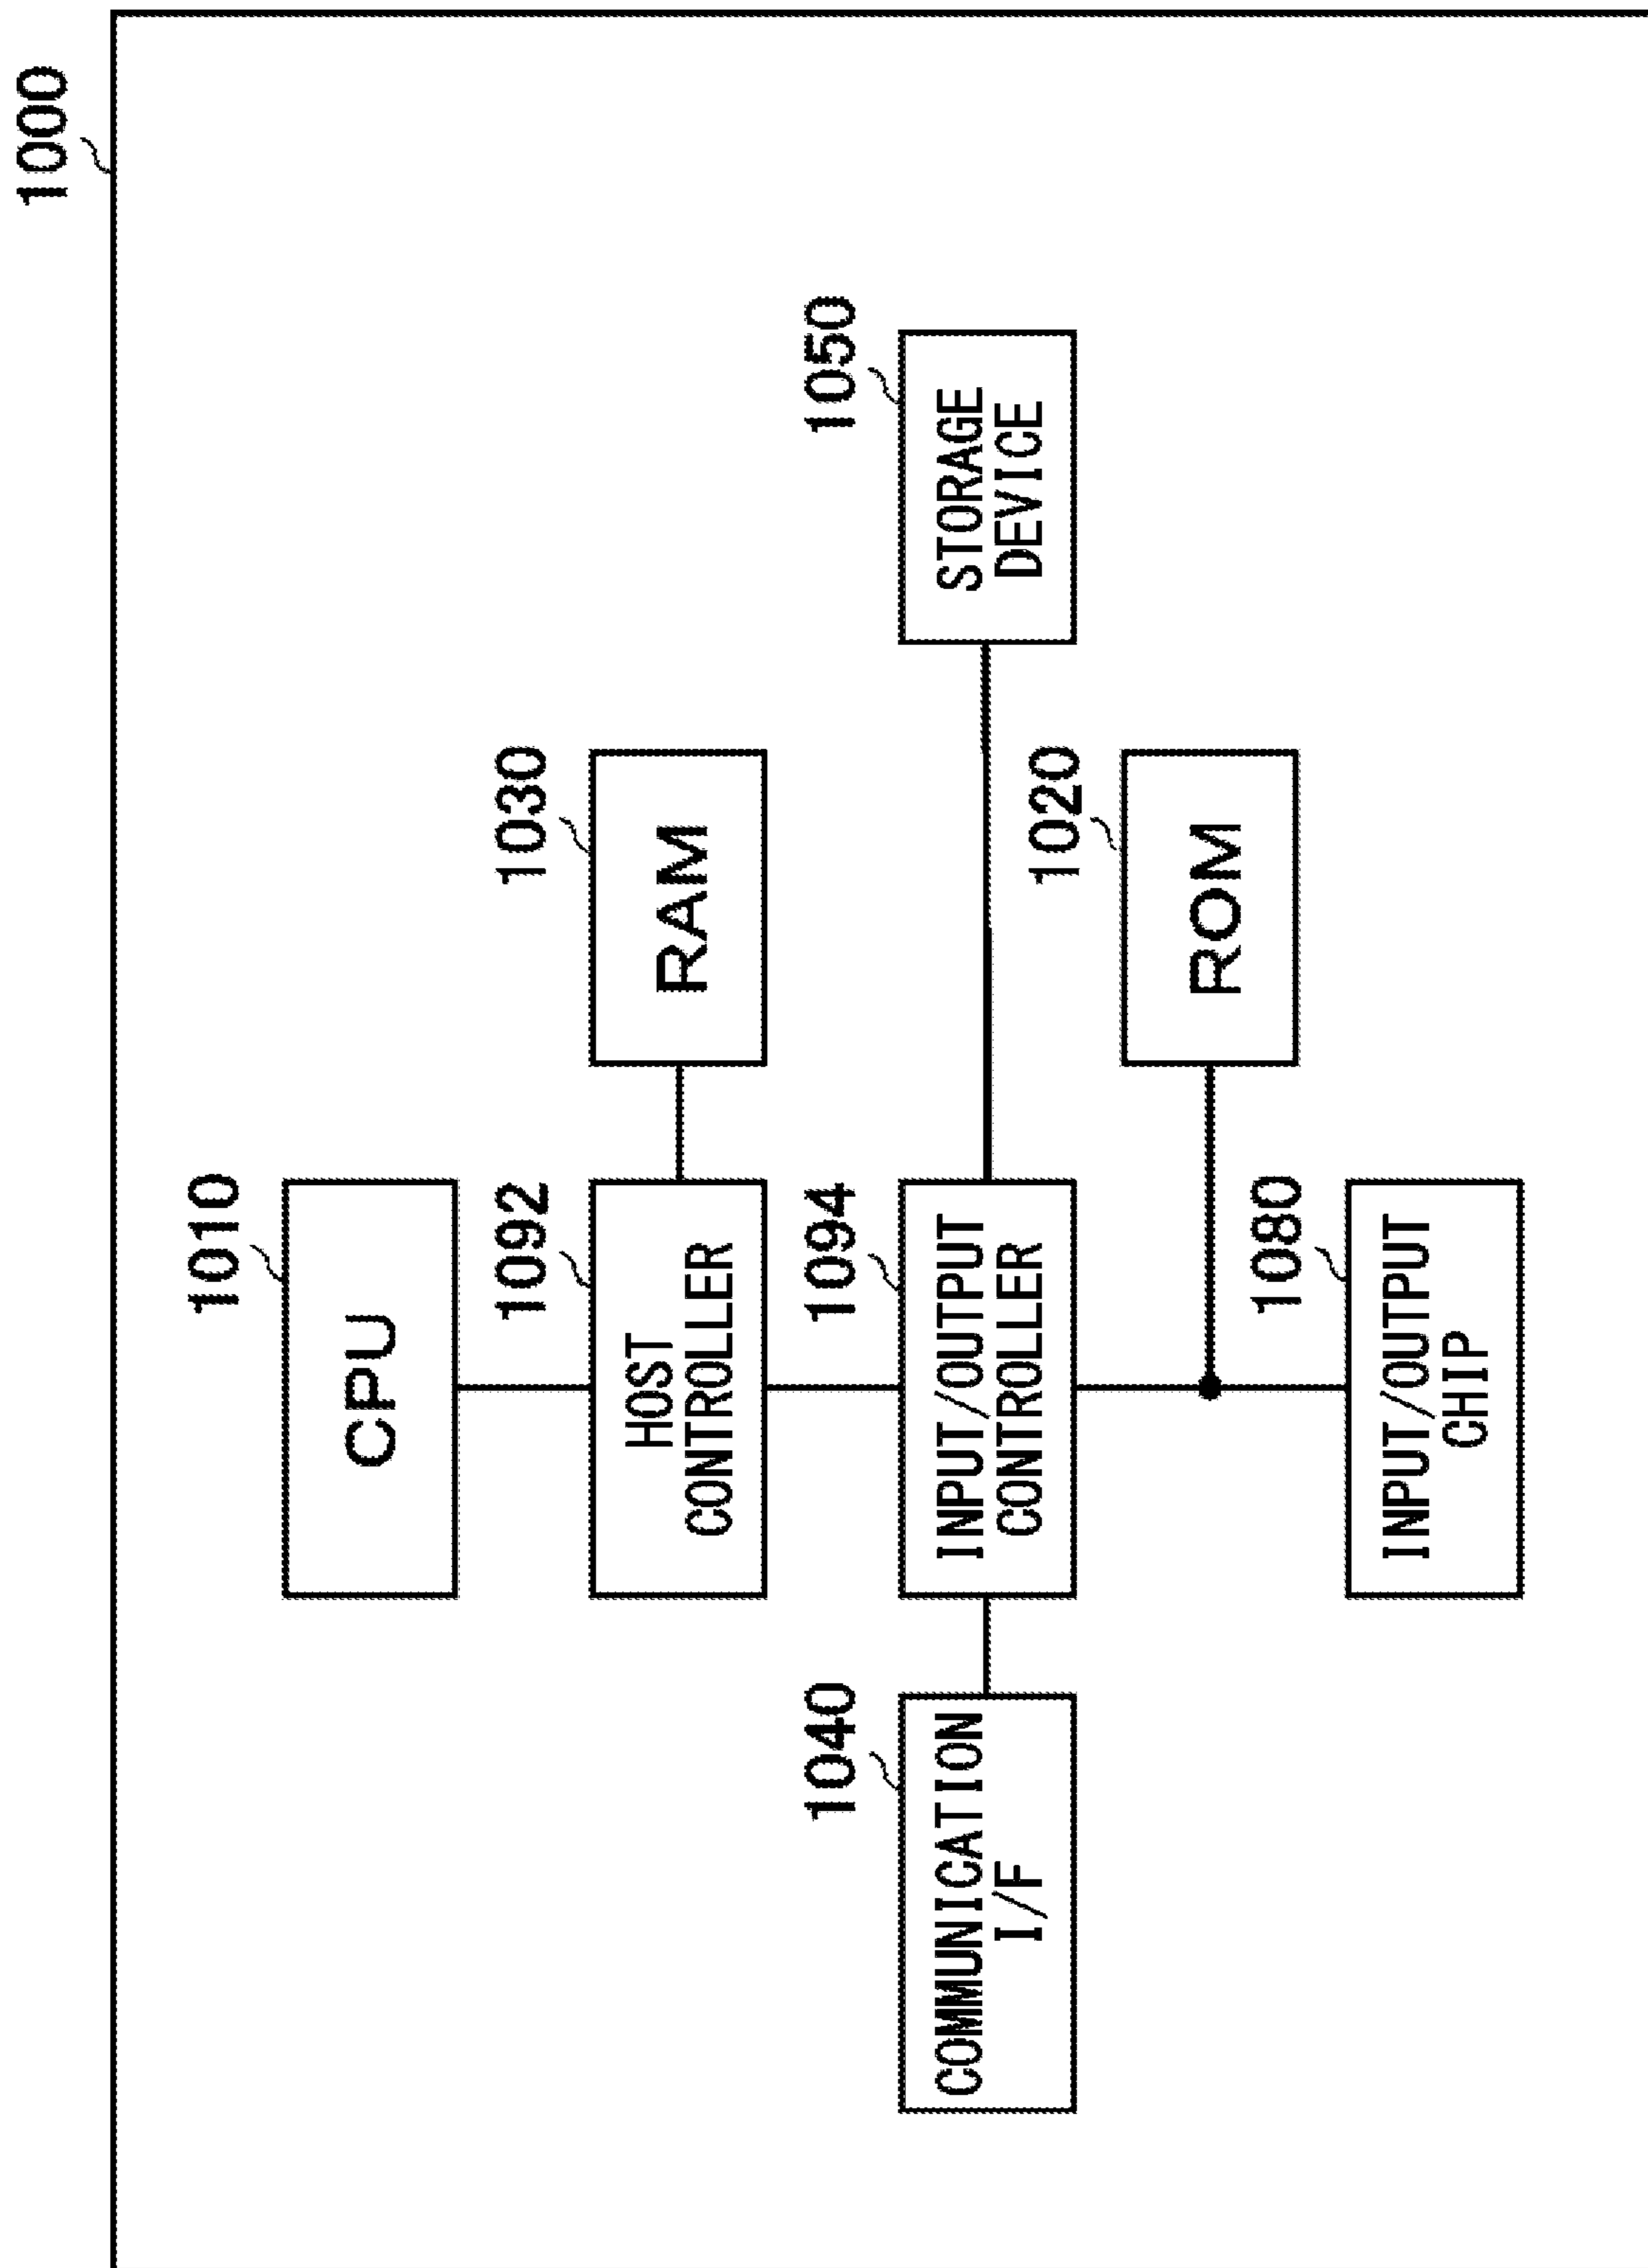 1000
1010
CPU
1092
HOST
CONTROLLER
1030
RAM
1040
COMMUNICATION
I/F
1094
INPUT/OUTPUT
CONTROLLER
1050
STORAGE
DEVICE
1020
ROM
1080
INPUT/OUTPUT
CHIP